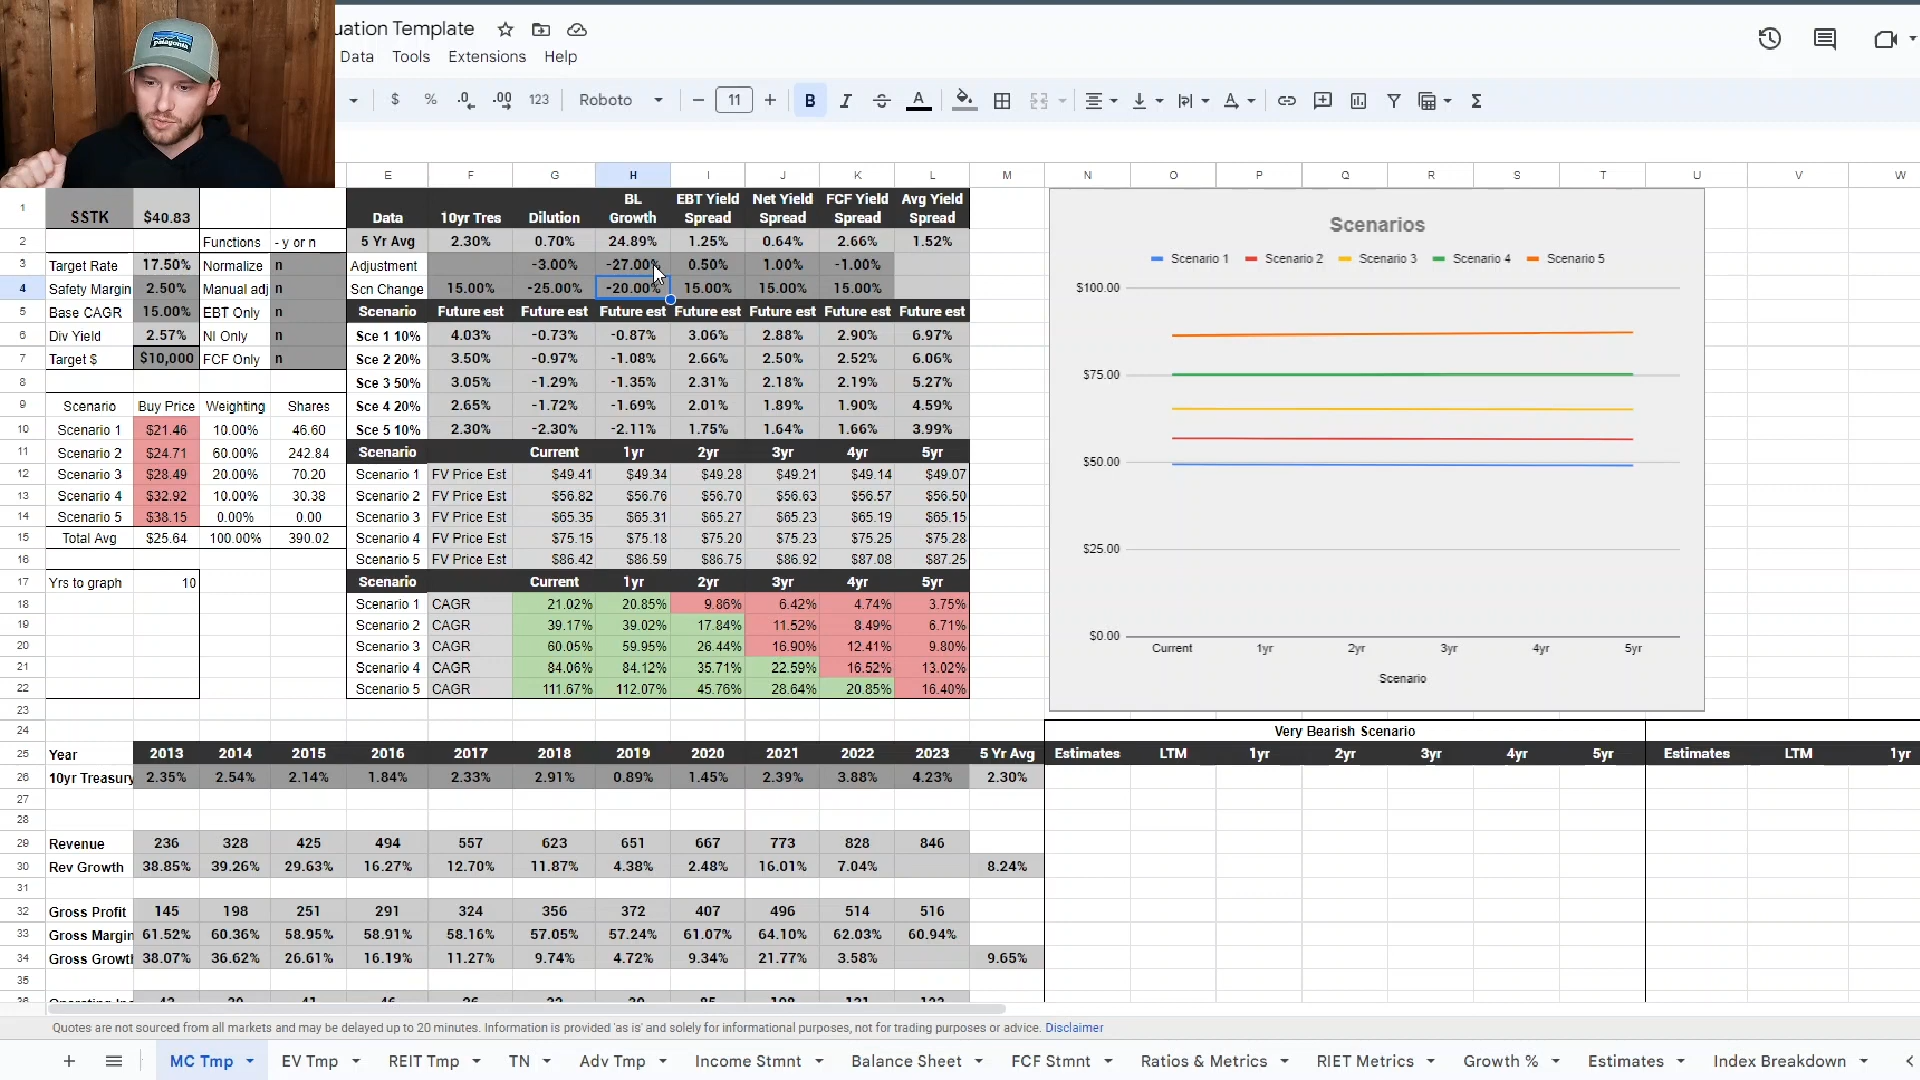 patagonia
uation Template
Data Tools Extensions Help
$ % .0 .00 123 Roboto 11 B I S A
E F G H I J K L M N O P Q R S T U V W
1 SSTK $40.83 Data 10yr Tres Dilution BL Growth EBT Yield Spread Net Yield Spread FCF Yield Spread Avg Yield Spread
2 Functions - y or n 5 Yr Avg 2.30% 0.70% 24.89% 1.25% 0.64% 2.66% 1.52%
3 Target Rate 17.50% Normalize n Adjustment -3.00% -27.00% 0.50% 1.00% -1.00%
4 Safety Margin 2.50% Manual adj n Scn Change 15.00% -25.00% -20.00% 15.00% 15.00% 15.00%
5 Base CAGR 15.00% EBT Only n Scenario Future est Future est Future est Future est Future est Future est Future est
6 Div Yield 2.57% NI Only n Sce 1 10% 4.03% -0.73% -0.87% 3.06% 2.88% 2.90% 6.97%
7 Target $ $10,000 FCF Only n Sce 2 20% 3.50% -0.97% -1.08% 2.66% 2.50% 2.52% 6.06%
8 Sce 3 50% 3.05% -1.29% -1.35% 2.31% 2.18% 2.19% 5.27%
9 Scenario Buy Price Weighting Shares Sce 4 20% 2.65% -1.72% -1.69% 2.01% 1.89% 1.90% 4.59%
10 Scenario 1 $21.46 10.00% 46.60 Sce 5 10% 2.30% -2.30% -2.11% 1.75% 1.64% 1.66% 3.99%
11 Scenario 2 $24.71 60.00% 242.84 Scenario Current 1yr 2yr 3yr 4yr 5yr
12 Scenario 3 $28.49 20.00% 70.20 Scenario 1 FV Price Est $49.41 $49.34 $49.28 $49.21 $49.14 $49.07
13 Scenario 4 $32.92 10.00% 30.38 Scenario 2 FV Price Est $56.82 $56.76 $56.70 $56.63 $56.57 $56.50
14 Scenario 5 $38.15 0.00% 0.00 Scenario 3 FV Price Est $65.35 $65.31 $65.27 $65.23 $65.19 $65.15
15 Total Avg $25.64 100.00% 390.02 Scenario 4 FV Price Est $75.15 $75.18 $75.20 $75.23 $75.25 $75.28
16 Scenario 5 FV Price Est $86.42 $86.59 $86.75 $86.92 $87.08 $87.25
17 Yrs to graph 10 Scenario Current 1yr 2yr 3yr 4yr 5yr
18 Scenario 1 CAGR 21.02% 20.85% 9.86% 6.42% 4.74% 3.75%
19 Scenario 2 CAGR 39.17% 39.02% 17.84% 11.52% 8.49% 6.71%
20 Scenario 3 CAGR 60.05% 59.95% 26.44% 16.90% 12.41% 9.80%
21 Scenario 4 CAGR 84.06% 84.12% 35.71% 22.59% 16.52% 13.02%
22 Scenario 5 CAGR 111.67% 112.07% 45.76% 28.64% 20.85% 16.40%
23
Scenarios
Scenario 1 Scenario 2 Scenario 3 Scenario 4 Scenario 5
$100.00
$75.00
$50.00
$25.00
$0.00
Current 1yr 2yr 3yr 4yr 5yr
Scenario
24 Very Bearish Scenario
25 Year 2013 2014 2015 2016 2017 2018 2019 2020 2021 2022 2023 5 Yr Avg Estimates LTM 1yr 2yr 3yr 4yr 5yr Estimates LTM 1yr
26 10yr Treasury 2.35% 2.54% 2.14% 1.84% 2.33% 2.91% 0.89% 1.45% 2.39% 3.88% 4.23% 2.30%
27
28
29 Revenue 236 328 425 494 557 623 651 667 773 828 846
30 Rev Growth 38.85% 39.26% 29.63% 16.27% 12.70% 11.87% 4.38% 2.48% 16.01% 7.04% 8.24%
31
32 Gross Profit 145 198 251 291 324 356 372 407 496 514 516
33 Gross Margin 61.52% 60.36% 58.95% 58.91% 58.16% 57.05% 57.24% 61.07% 64.10% 62.03% 60.94%
34 Gross Growth 38.07% 36.62% 26.61% 16.19% 11.27% 9.74% 4.72% 9.34% 21.77% 3.58% 9.65%
35
Quotes are not sourced from all markets and may be delayed up to 20 minutes. Information is provided 'as is' and solely for informational purposes, not for trading purposes or advice. Disclaimer
MC Tmp EV Tmp REIT Tmp TN Adv Tmp Income Stmnt Balance Sheet FCF Stmnt Ratios & Metrics RIET Metrics Growth % Estimates Index Breakdown